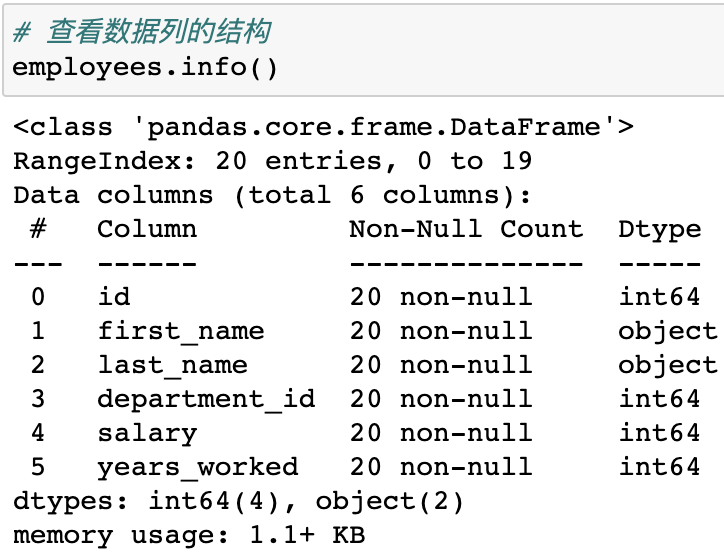 # 查看数据列的结构
employees.info()
<class 'pandas.core.frame.DataFrame'>
RangeIndex: 20 entries, 0 to 19
Data columns (total 6 columns):
 #   Column         Non-Null Count  Dtype
---  ------         --------------  -----
 0   id             20 non-null     int64
 1   first_name     20 non-null     object
 2   last_name      20 non-null     object
 3   department_id  20 non-null     int64
 4   salary         20 non-null     int64
 5   years_worked   20 non-null     int64
dtypes: int64(4), object(2)
memory usage: 1.1+ KB